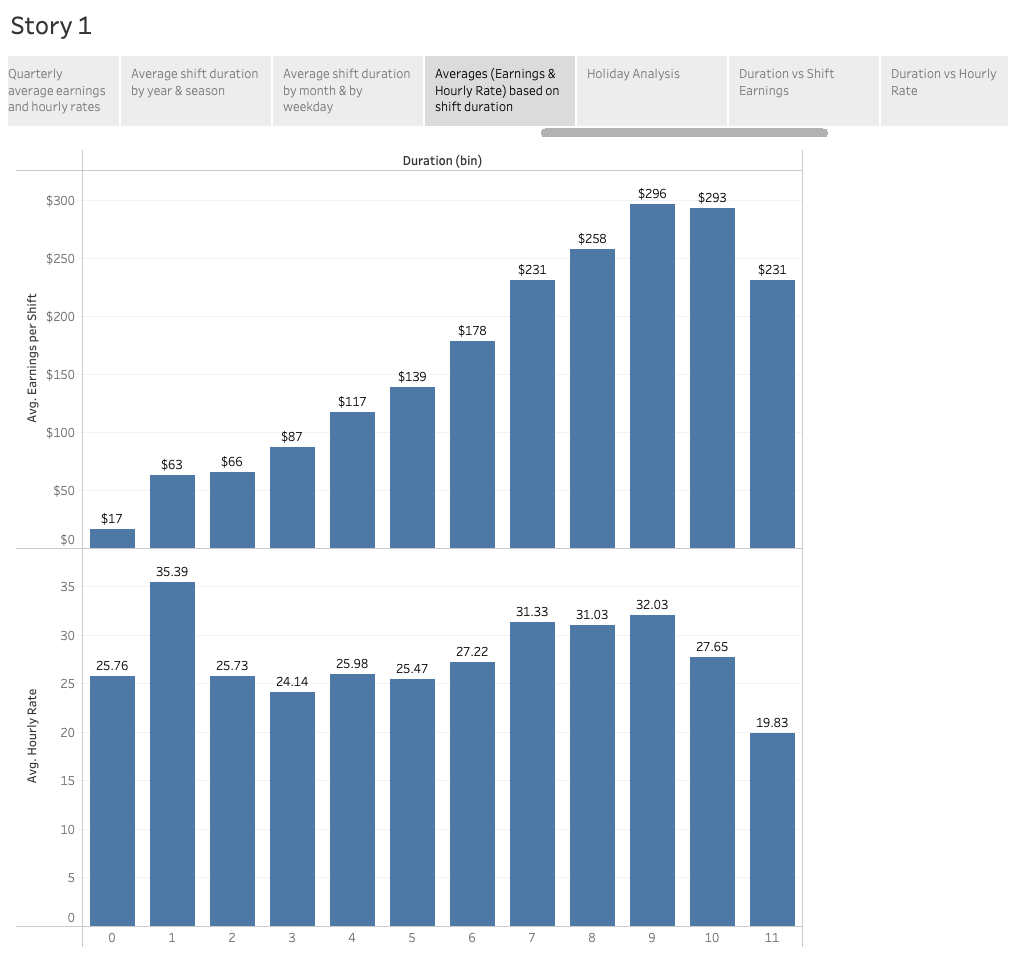 Story 1
Quarterly
average earnings
and hourly rates
Average shift duration
by year & season
Average shift duration
by month & by
weekday
Averages (Earnings &
Hourly Rate) based on
shift duration
Holiday Analysis
Duration vs Shift
Earnings
Duration vs Hourly
Rate
Duration (bin)
Avg. Earnings per Shift
$300
$250
$200
$150
$100
$50
$0
$17
$63
$66
$87
$117
$139
$178
$231
$258
$296
$293
$231
Avg. Hourly Rate
35
30
25
20
15
10
5
0
25.76
35.39
25.73
24.14
25.98
25.47
27.22
31.33
31.03
32.03
27.65
19.83
0
1
2
3
4
5
6
7
8
9
10
11